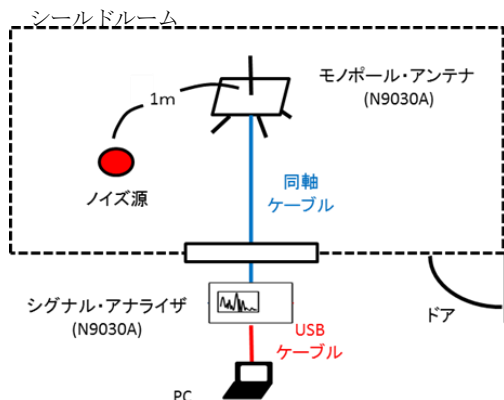 シールドルーム
モノポール・アンテナ
(N9030A)
1m
ノイズ源
同軸
ケーブル
シグナル・アナライザ
(N9030A)
ドア
USB
ケーブル
PC